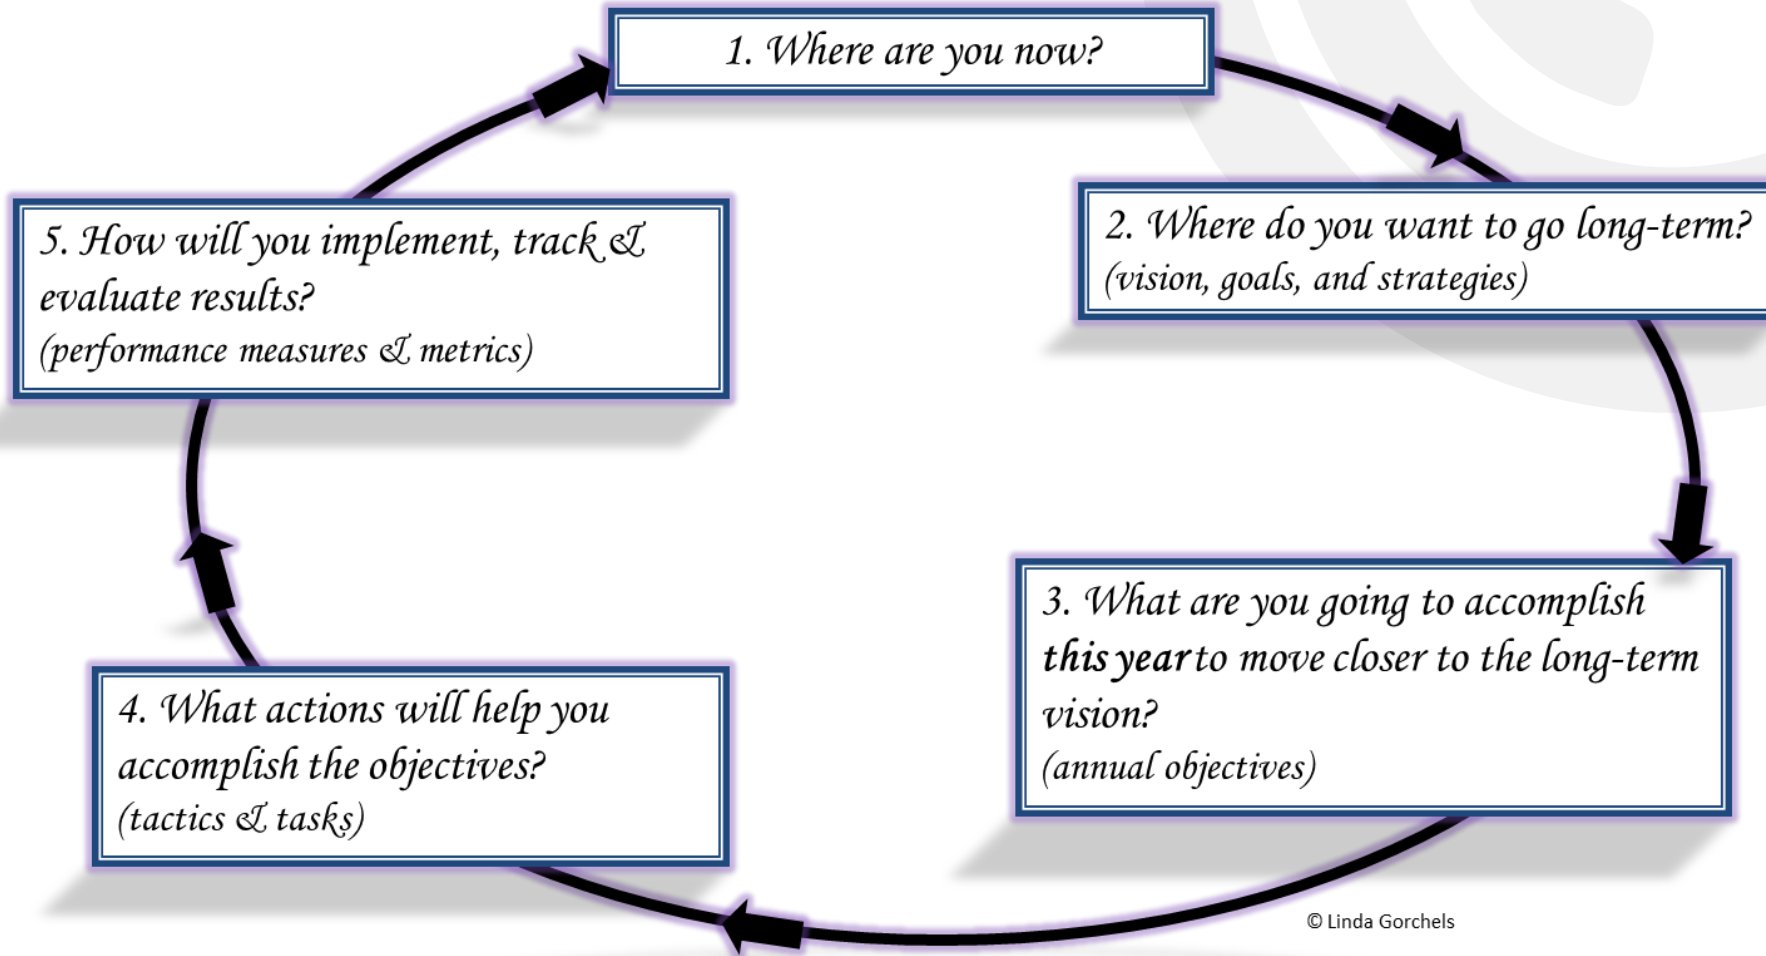 1. Where are you now?
2. Where do you want to go long-term?
(vision, goals, and strategies)
3. What are you going to accomplish
this year to move closer to the long-term
vision?
(annual objectives)
4. What actions will help you
accomplish the objectives?
(tactics & tasks)
5. How will you implement, track &
evaluate results?
(performance measures & metrics)
© Linda Gorchels